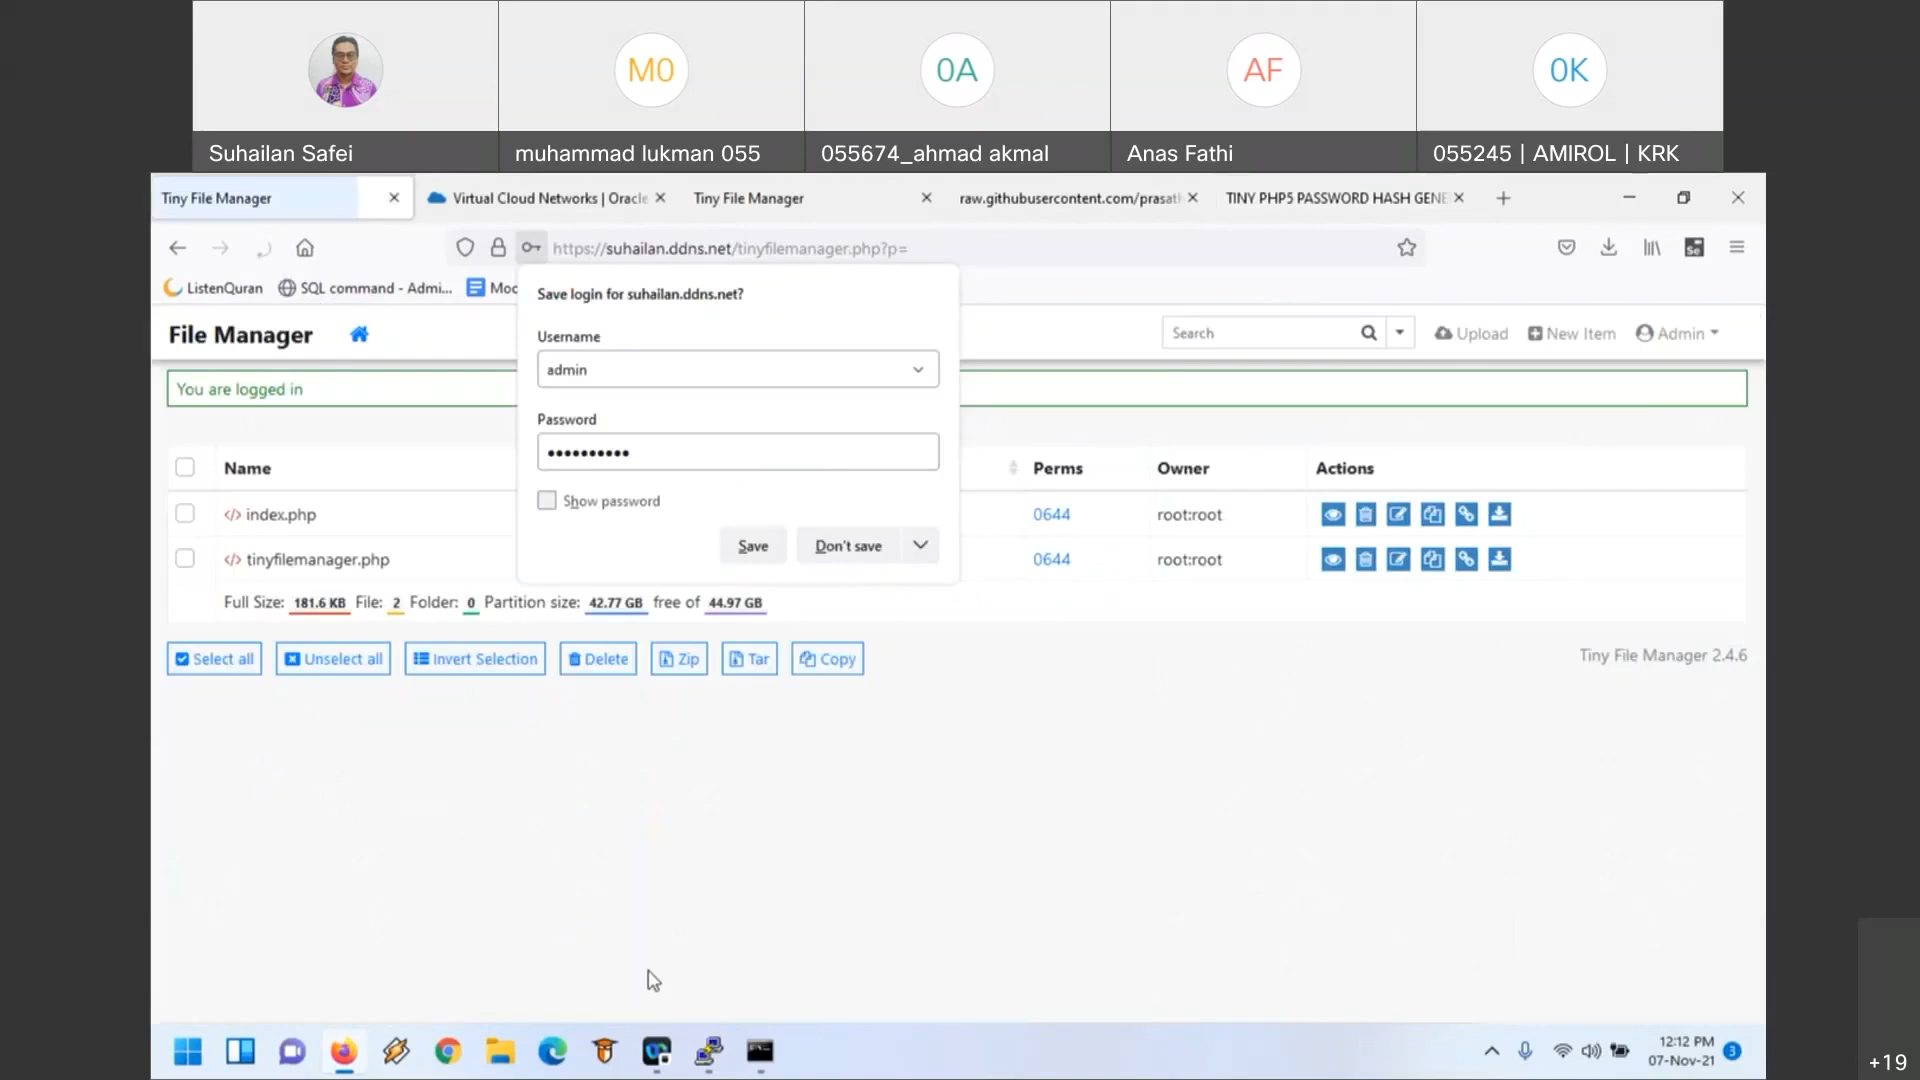 M0
0A
AF
0K
Suhailan Safei
muhammad lukman 055
055674_ahmad akmal
Anas Fathi
055245 | AMIROL | KRK
Tiny File Manager
Virtual Cloud Networks | Oracle
Tiny File Manager
raw.githubusercontent.com/prasath
TINY PHP5 PASSWORD HASH GENE
https://suhailan.ddns.net/tinyfilemanager.php?p=
ListenQuran
SQL command - Admi...
Moo
Save login for suhailan.ddns.net?
File Manager
Search
Upload
New Item
Admin
Username
admin
You are logged in
Password
••••••••••
Name
Perms
Owner
Actions
Show password
index.php
0644
root:root
Save
Don't save
tinyfilemanager.php
0644
root:root
Full Size: 181.6 KB File: 2 Folder: 0 Partition size: 42.77 GB free of 44.97 GB
Select all
Unselect all
Invert Selection
Delete
Zip
Tar
Copy
Tiny File Manager 2.4.6
12:12 PM
07-Nov-21
3
+19